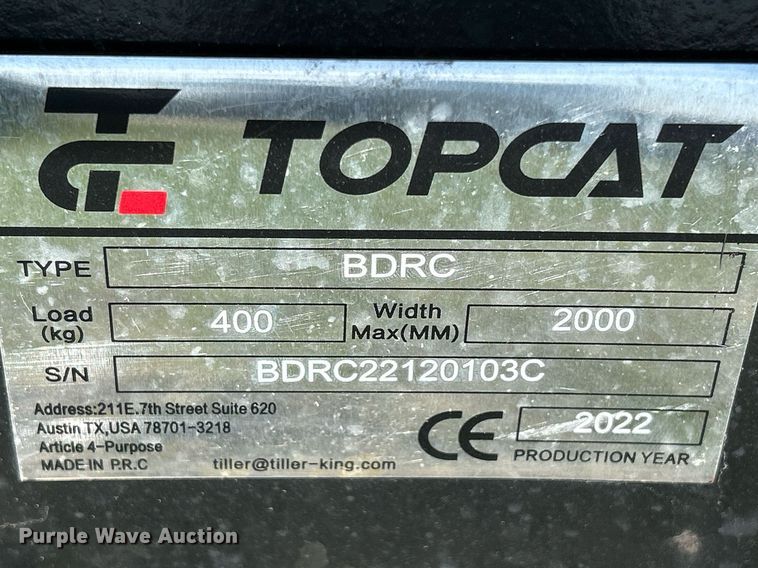 TOPCAT
TYPE BDRC
Load (kg) 400 Width Max(MM) 2000
S/N BDRC22120103C
Address:211E.7th Street Suite 620
Austin TX,USA 78701-3218
Article 4-Purpose
MADE IN P.R.C
tiller@tiller-king.com
CE
2022
PRODUCTION YEAR
Purple Wave Auction